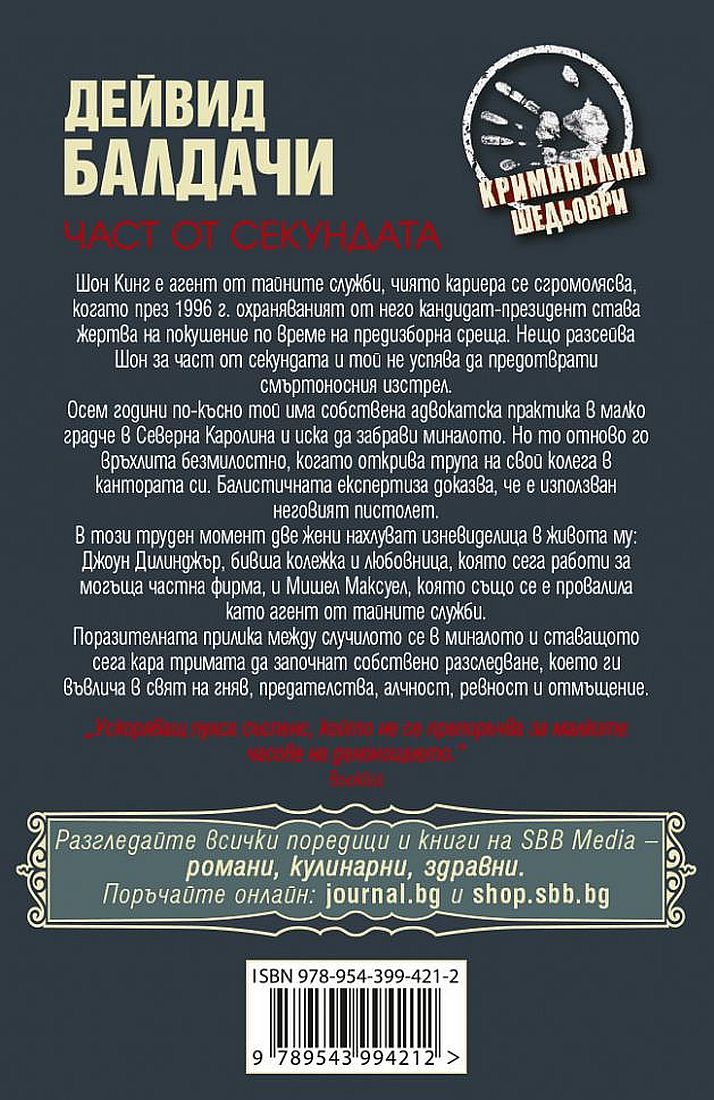 ДЕЙВИД
БАЛДАЧИ
КРИМИНАЛНИ
ШЕДЬОВРИ
ЧАСТ ОТ СЕКУНДАТА
Шон Кинг е агент от тайните служби, чиято кариера се сгромолясва,
когато през 1996 г. охраняваният от него кандидат-президент става
жертва на покушение по време на предизборна среща. Нещо разсейва
Шон за част от секундата и той не успява да предотврати
смъртоносния изстрел.
Осем години по-късно той има собствена адвокатска практика в малко
градче в Северна Каролина и иска да забрави миналото. Но то отново го
връхлита безмилостно, когато открива трупа на свой колега в
кантората си. Балистичната експертиза доказва, че е използван
неговият пистолет.
В този труден момент две жени нахлуват изневиделица в живота му:
Джоун Дилинджър, бивша колежка и любовница, която сега работи за
могъща частна фирма, и Мишел Максуел, която също се е провалила
като агент от тайните служби.
Поразителната прилика между случилото се в миналото и ставащото
сега кара тримата да започнат собствено разследване, което ги
въвлича в свят на гняв, предателства, алчност, ревност и отмъщение.
„Ускоряващ пулса съспенс, който не се препоръчва за малките
часове на денонощието.“
Booklist
Разгледайте всички поредици и книги на SBB Media –
романи, кулинарни, здравни.
Поръчайте онлайн: journal.bg и shop.sbb.bg
ISBN 978-954-399-421-2
9 789543 994212 >